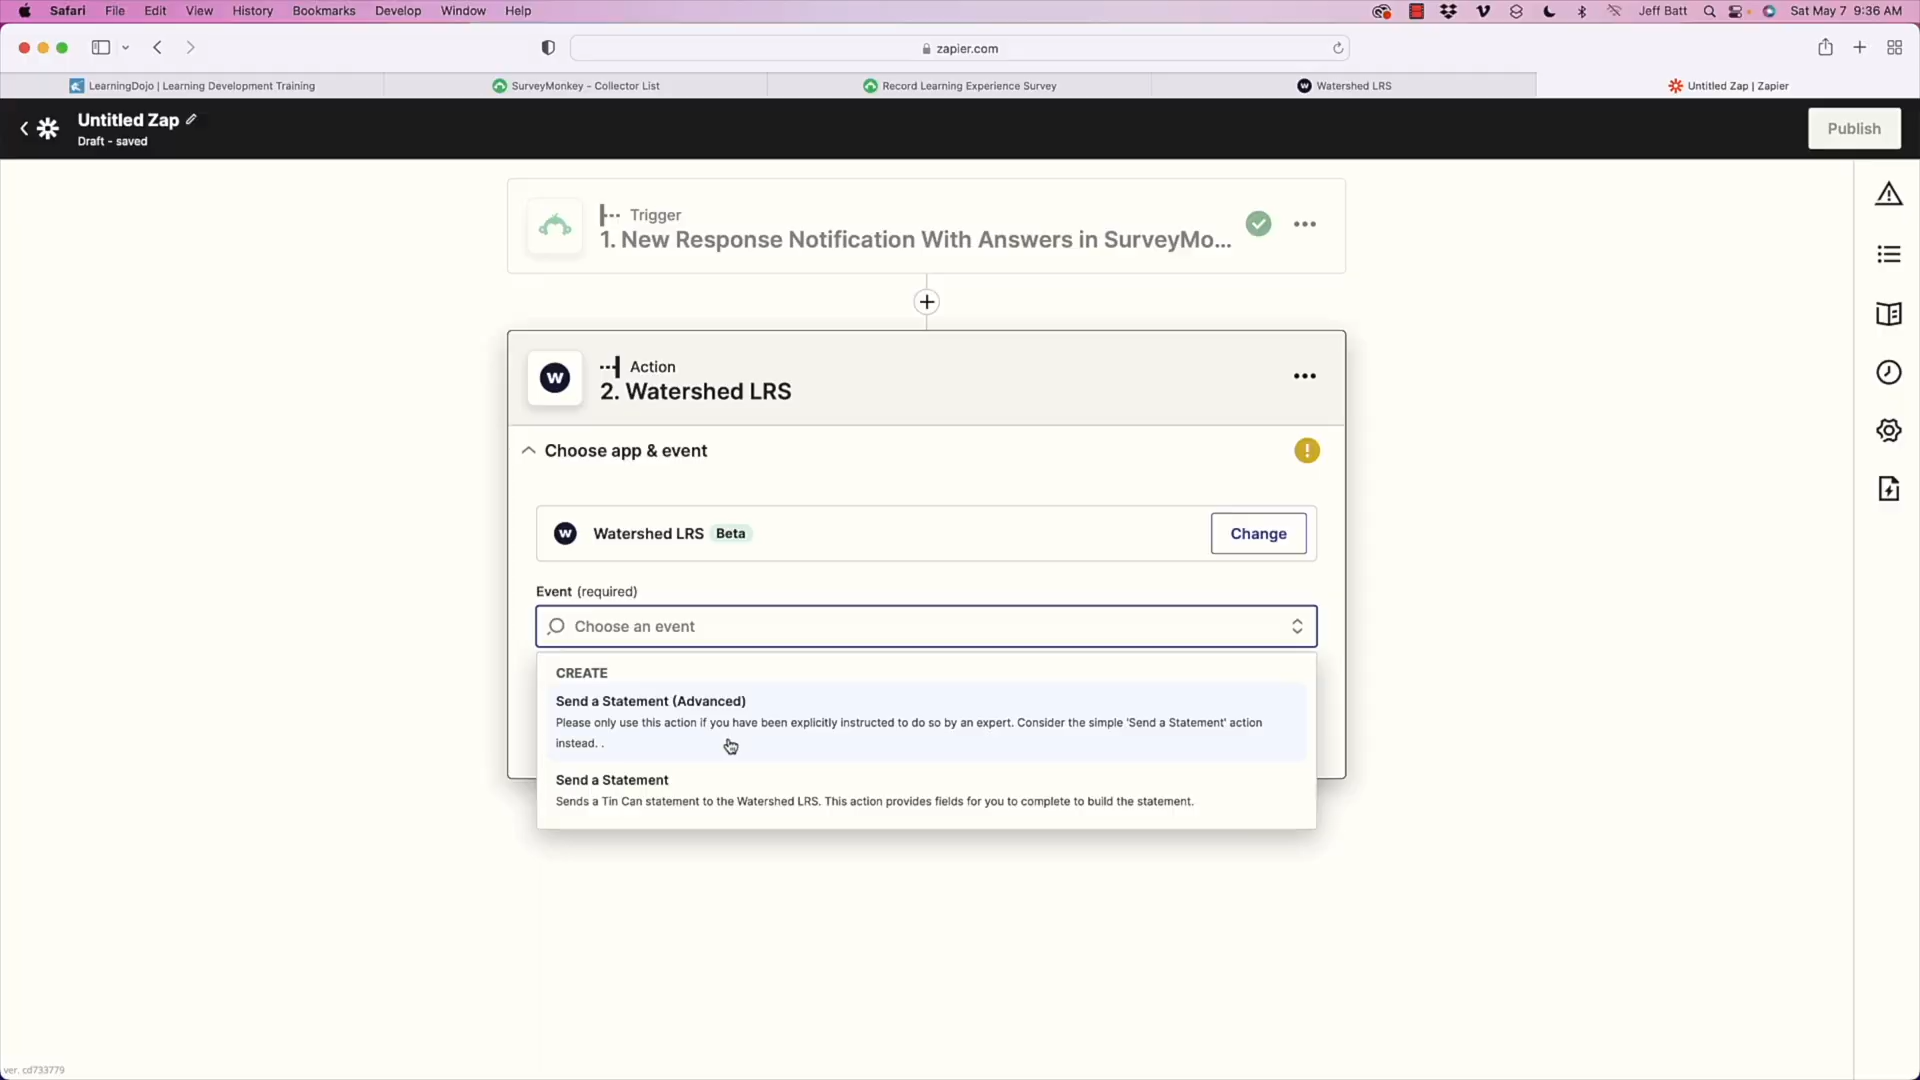 Safari File Edit View History Bookmarks Develop Window Help Jeff Batt Sat May 7 9:36 AM
zapier.com
LearningDojo | Learning Development Training SurveyMonkey - Collector List Record Learning Experience Survey W Watershed LRS Untitled Zap | Zapier
Untitled Zap
Draft - saved
Publish
Trigger
1. New Response Notification With Answers in SurveyMo...
W
Action
2. Watershed LRS
Choose app & event
W Watershed LRS Beta Change
Event (required)
Choose an event
CREATE
Send a Statement (Advanced)
Please only use this action if you have been explicitly instructed to do so by an expert. Consider the simple 'Send a Statement' action
instead. .
Send a Statement
Sends a Tin Can statement to the Watershed LRS. This action provides fields for you to complete to build the statement.
ver. cd733779